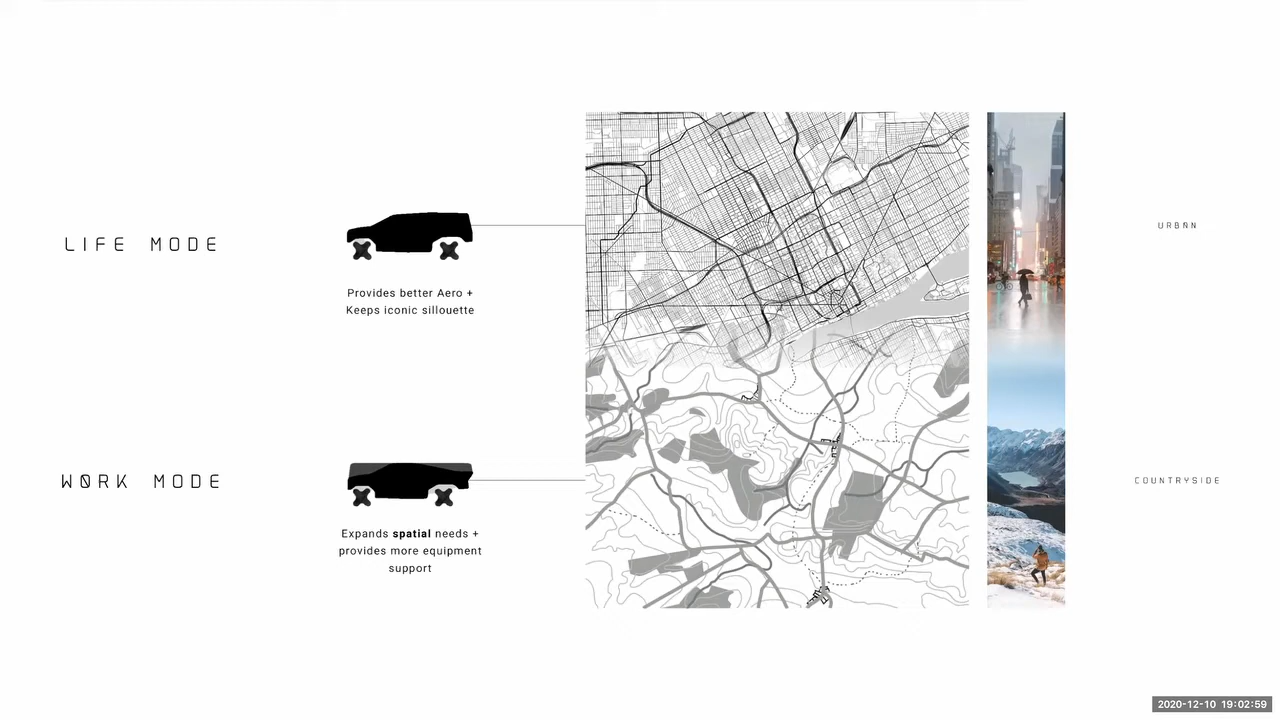 LIFE MODE
Provides better Aero +
Keeps iconic sillouette
URBAN
WORK MODE
Expands spatial needs +
provides more equipment
support
COUNTRYSIDE
2020-12-10 19:02:59